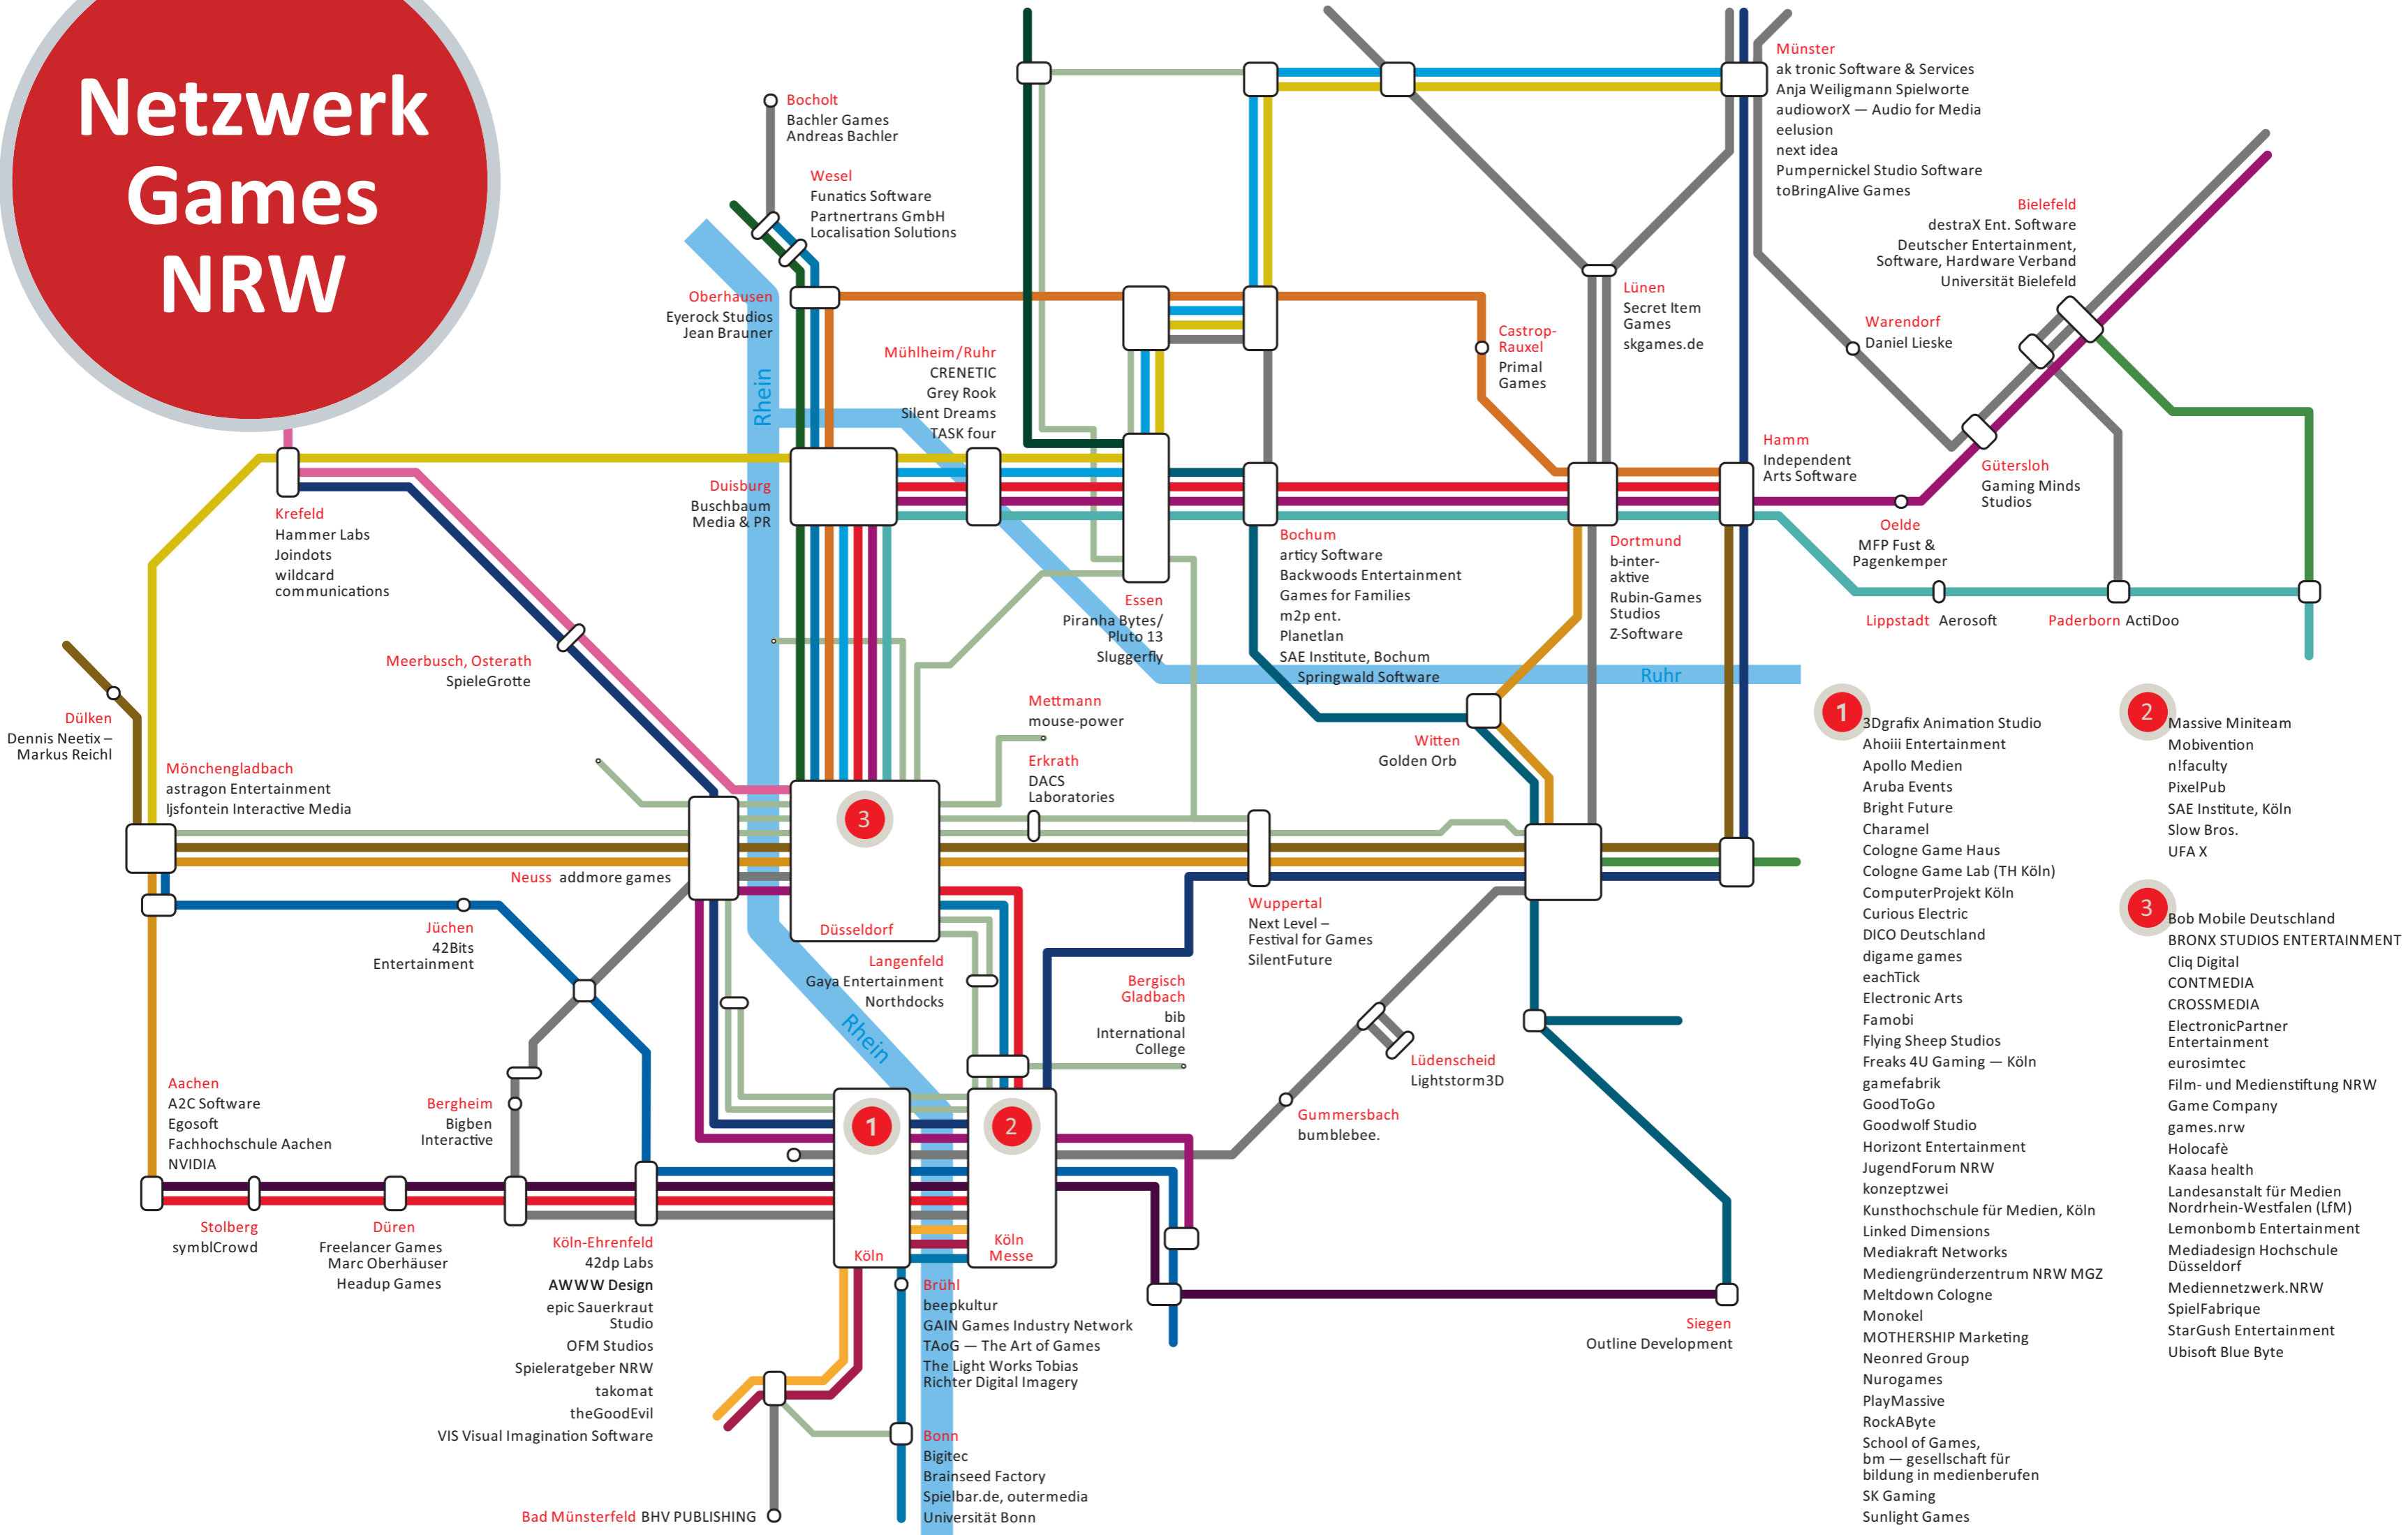 Netzwerk
Games
NRW
Bocholt
Bachler Games
Andreas Bachler
Wesel
Funatics Software
Partnertrans GmbH
Localisation Solutions
Oberhausen
Eyerock Studios
Jean Brauner
Rhein
Mühlheim/Ruhr
CRENETIC
Grey Rook
Silent Dreams
TASK four
Duisburg
Buschbaum
Media & PR
Krefeld
Hammer Labs
Joindots
wildcard
communications
Meerbusch, Osterath
SpieleGrotte
Dülken
Dennis Neetix –
Markus Reichl
Mönchengladbach
astragon Entertainment
Ijsfontein Interactive Media
Neuss addmore games
Jüchen
42Bits
Entertainment
Münster
ak tronic Software & Services
Anja Weiligmann Spielworte
audioworX — Audio for Media
eelusion
next idea
Pumpernickel Studio Software
toBringAlive Games
Bielefeld
destraX Ent. Software
Deutscher Entertainment,
Software, Hardware Verband
Universität Bielefeld
Lünen
Secret Item
Games
skgames.de
Castrop-
Rauxel
Primal
Games
Warendorf
Daniel Lieske
Hamm
Independent
Arts Software
Gütersloh
Gaming Minds
Studios
Oelde
MFP Fust &
Pagenkemper
Lippstadt Aerosoft
Paderborn ActiDoo
Essen
Piranha Bytes/
Pluto 13
Sluggerfly
Bochum
articy Software
Backwoods Entertainment
Games for Families
m2p ent.
Planetlan
SAE Institute, Bochum
Springwald Software
Dortmund
b-inter-
aktive
Rubin-Games
Studios
Z-Software
Ruhr
Mettmann
mouse-power
Erkrath
DACS
Laboratories
Witten
Golden Orb
3
Düsseldorf
Langenfeld
Gaya Entertainment
Northdocks
Rhein
Wuppertal
Next Level –
Festival for Games
SilentFuture
Bergisch
Gladbach
bib
International
College
Lüdenscheid
Lightstorm3D
Gummersbach
bumblebee.
Aachen
A2C Software
Egosoft
Fachhochschule Aachen
NVIDIA
Bergheim
Bigben
Interactive
Stolberg
symblCrowd
Düren
Freelancer Games
Marc Oberhäuser
Headup Games
Köln-Ehrenfeld
42dp Labs
AWWW Design
epic Sauerkraut
Studio
OFM Studios
Spieleratgeber NRW
takomat
theGoodEvil
VIS Visual Imagination Software
1
Köln
2
Köln
Messe
Brühl
beepkultur
GAIN Games Industry Network
TAoG — The Art of Games
The Light Works Tobias
Richter Digital Imagery
Bonn
Bigitec
Brainseed Factory
Spielbar.de, outermedia
Universität Bonn
Bad Münsterfeld BHV PUBLISHING
Siegen
Outline Development
1
3Dgrafix Animation Studio
Ahoiii Entertainment
Apollo Medien
Aruba Events
Bright Future
Charamel
Cologne Game Haus
Cologne Game Lab (TH Köln)
ComputerProjekt Köln
Curious Electric
DICO Deutschland
digame games
eachTick
Electronic Arts
Famobi
Flying Sheep Studios
Freaks 4U Gaming — Köln
gamefabrik
GoodToGo
Goodwolf Studio
Horizont Entertainment
JugendForum NRW
konzeptzwei
Kunsthochschule für Medien, Köln
Linked Dimensions
Mediakraft Networks
Mediengründerzentrum NRW MGZ
Meltdown Cologne
Monokel
MOTHERSHIP Marketing
Neonred Group
Nurogames
PlayMassive
RockAByte
School of Games,
bm — gesellschaft für
bildung in medienberufen
SK Gaming
Sunlight Games
2
Massive Miniteam
Mobivention
n!faculty
PixelPub
SAE Institute, Köln
Slow Bros.
UFA X
3
Bob Mobile Deutschland
BRONX STUDIOS ENTERTAINMENT
Cliq Digital
CONTMEDIA
CROSSMEDIA
ElectronicPartner
Entertainment
eurosimtec
Film- und Medienstiftung NRW
Game Company
games.nrw
Holocafè
Kaasa health
Landesanstalt für Medien
Nordrhein-Westfalen (LfM)
Lemonbomb Entertainment
Mediadesign Hochschule
Düsseldorf
Mediennetzwerk.NRW
SpielFabrique
StarGush Entertainment
Ubisoft Blue Byte